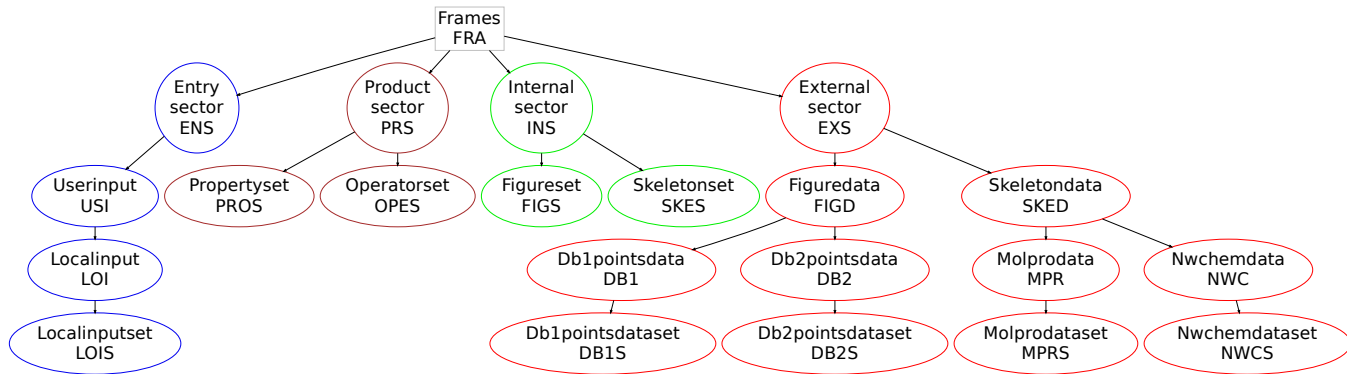 Frames
FRA
Entry
sector
ENS
Product
sector
PRS
Internal
sector
INS
External
sector
EXS
Userinput
USI
Propertyset
PROS
Operatorset
OPES
Figureset
FIGS
Skeletonset
SKES
Figuredata
FIGD
Skeletondata
SKED
Localinput
LOI
Db1pointsdata
DB1
Db2pointsdata
DB2
Molprodata
MPR
Nwchemdata
NWC
Localinputset
LOIS
Db1pointsdataset
DB1S
Db2pointsdataset
DB2S
Molprodataset
MPRS
Nwchemdataset
NWCS